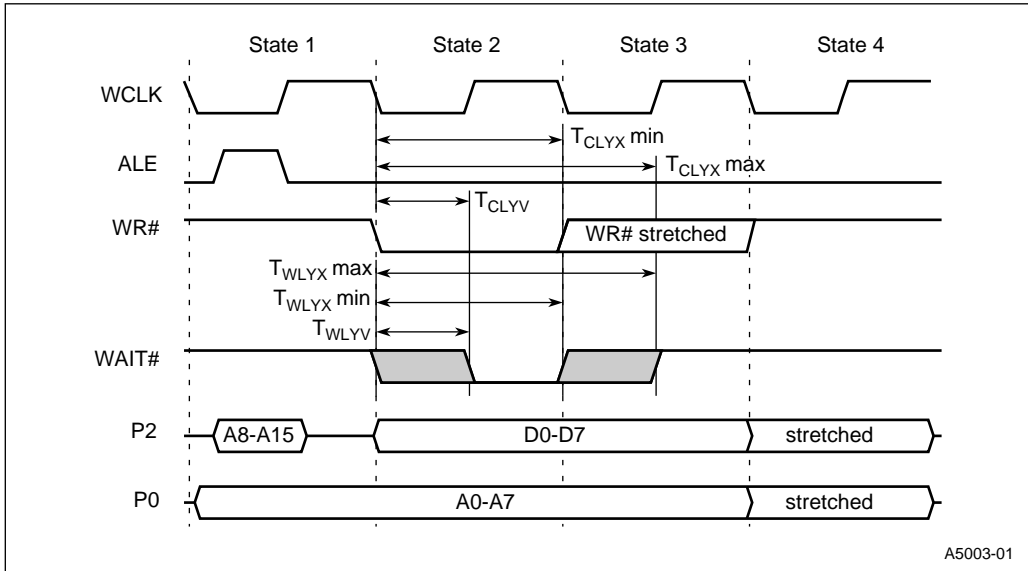 State 1 State 2 State 3 State 4
WCLK
T_CLYX min
ALE
T_CLYX max
T_CLYV
WR#
WR# stretched
T_WLYX max
T_WLYX min
T_WLYV
WAIT#
P2 A8-A15 D0-D7 stretched
P0 A0-A7 stretched
A5003-01